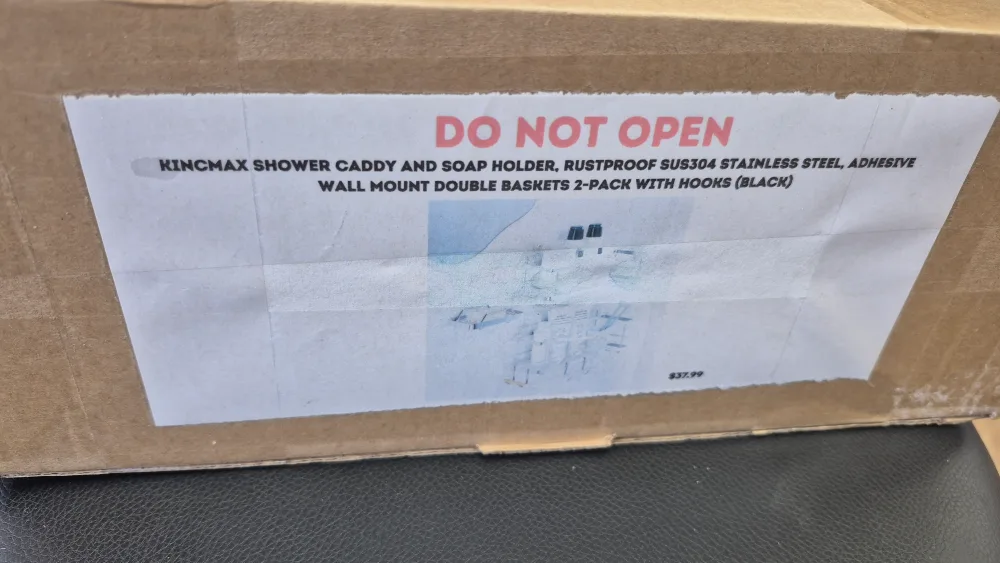 DO NOT OPEN
KINCMAX SHOWER CADDY AND SOAP HOLDER, RUSTPROOF SUS304 STAINLESS STEEL, ADHESIVE
WALL MOUNT DOUBLE BASKETS 2-PACK WITH HOOKS (BLACK)
$37.99